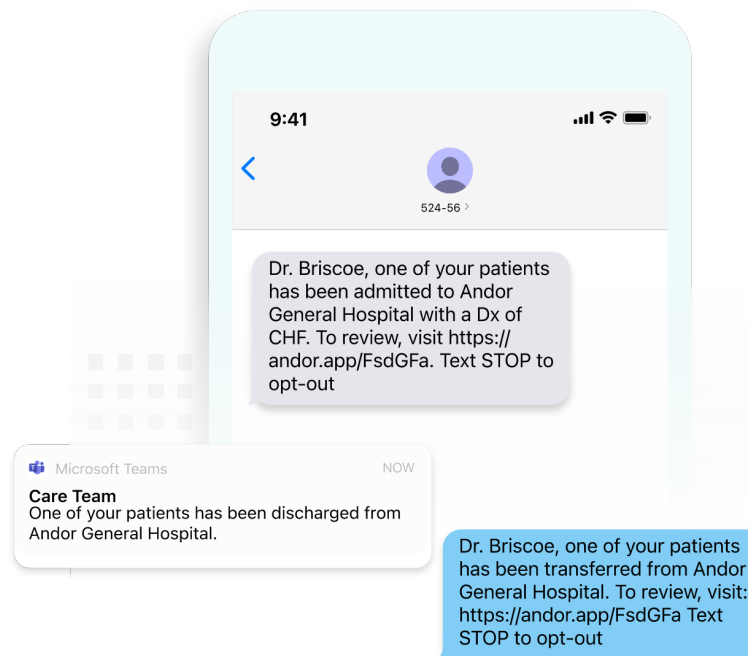 9:41
524-56 >
Dr. Briscoe, one of your patients
has been admitted to Andor
General Hospital with a Dx of
CHF. To review, visit https://
andor.app/FsdGFa. Text STOP to
opt-out
Microsoft Teams NOW
Care Team
One of your patients has been discharged from
Andor General Hospital.
Dr. Briscoe, one of your patients
has been transferred from Andor
General Hospital. To review, visit:
https://andor.app/FsdGFa Text
STOP to opt-out